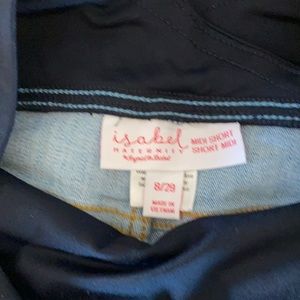 isabel
MATERNITY
by Ingrid & Isabel
MIDI SHORT
SHORT MIDI
8/29
MADE IN
VIETNAM